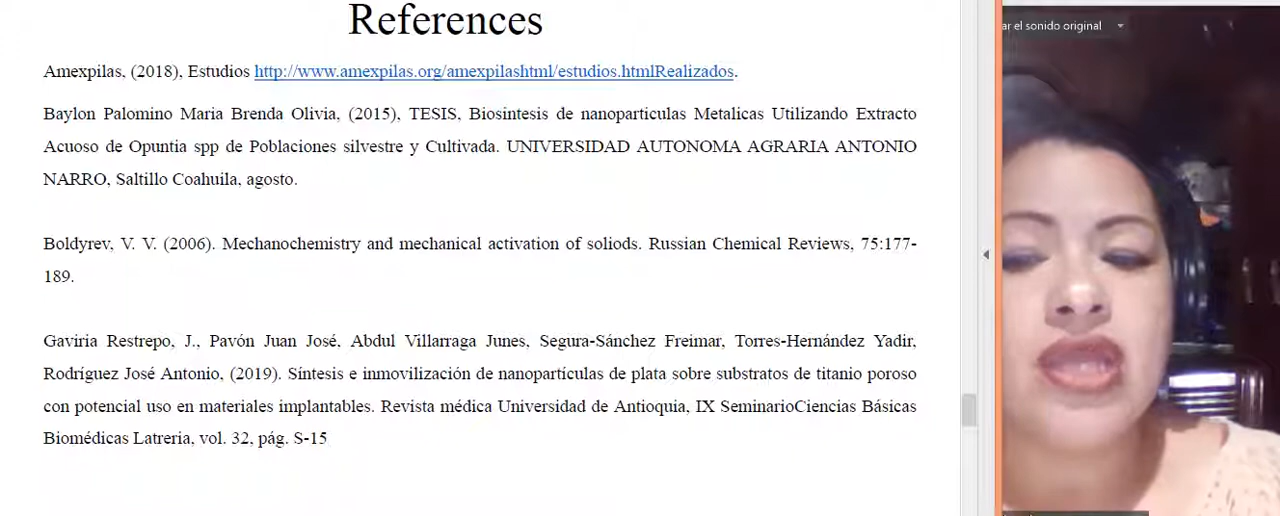 References
ar el sonido original
Amexpilas, (2018), Estudios http://www.amexpilas.org/amexpilashtml/estudios.htmlRealizados.
Baylon Palomino Maria Brenda Olivia, (2015), TESIS, Biosintesis de nanoparticulas Metalicas Utilizando Extracto
Acuoso de Opuntia spp de Poblaciones silvestre y Cultivada. UNIVERSIDAD AUTONOMA AGRARIA ANTONIO
NARRO, Saltillo Coahuila, agosto.
Boldyrev, V. V. (2006). Mechanochemistry and mechanical activation of soliods. Russian Chemical Reviews, 75:177-
189.
Gaviria Restrepo, J., Pavón Juan José, Abdul Villarraga Junes, Segura-Sánchez Freimar, Torres-Hernández Yadir,
Rodríguez José Antonio, (2019). Síntesis e inmovilización de nanopartículas de plata sobre substratos de titanio poroso
con potencial uso en materiales implantables. Revista médica Universidad de Antioquia, IX SeminarioCiencias Básicas
Biomédicas Latreria, vol. 32, pág. S-15